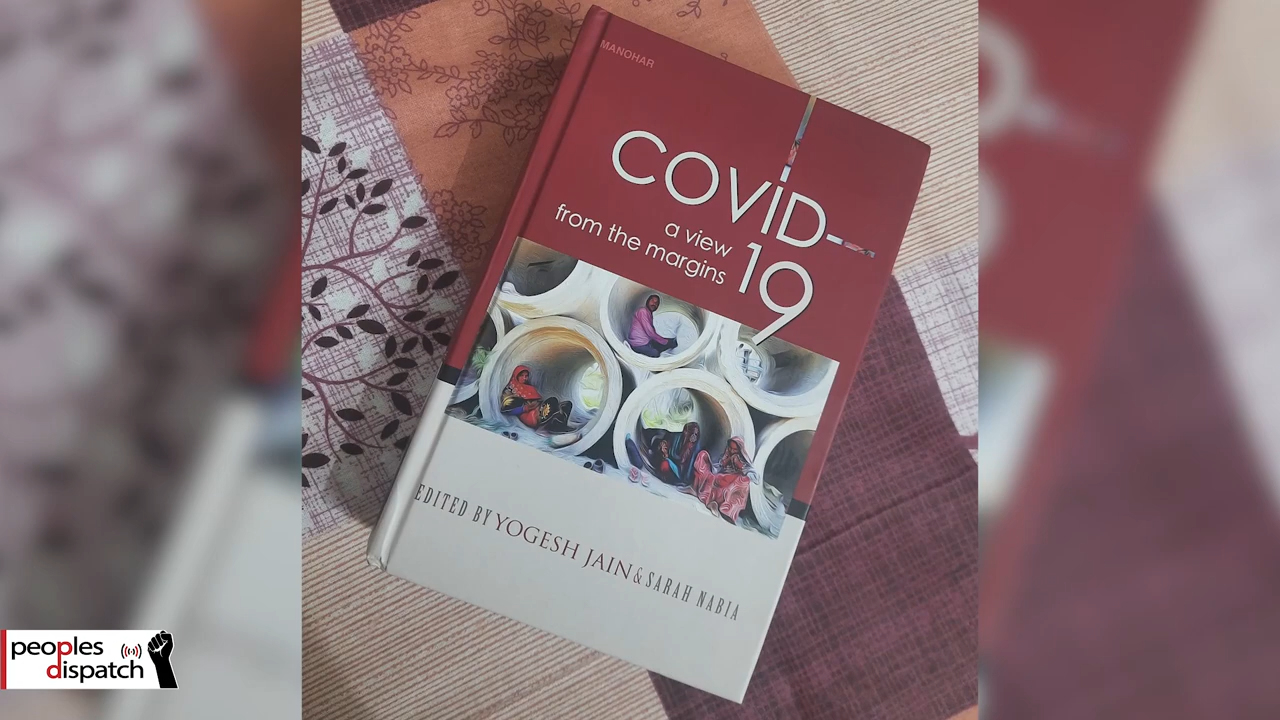 MANOHAR
COVID-
a view
from the margins
19
EDITED BY YOGESH JAIN & SARAH NABIA
peoples
dispatch